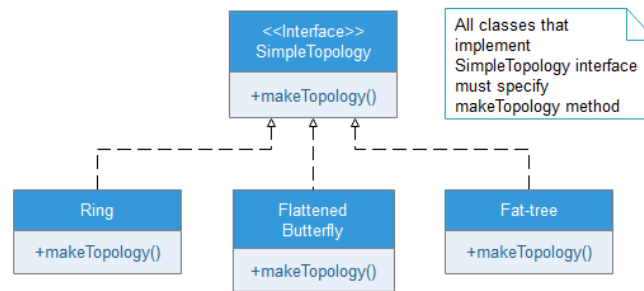 <<Interface>>
SimpleTopology
+makeTopology()
All classes that
implement
SimpleTopology interface
must specify
makeTopology method
Ring
+makeTopology()
Flattened
Butterfly
+makeTopology()
Fat-tree
+makeTopology()